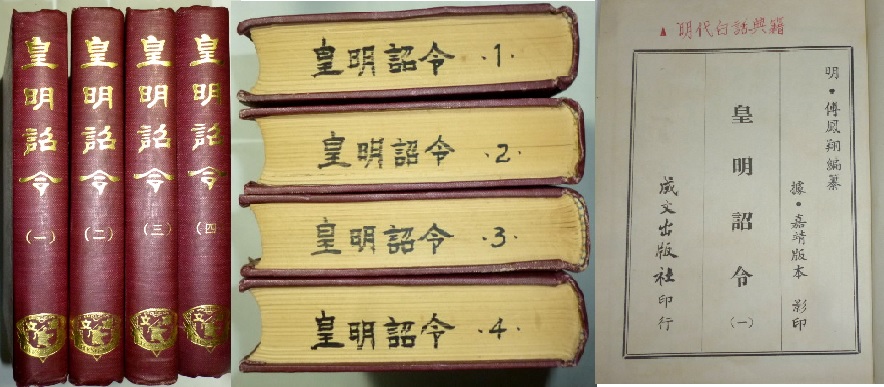 皇明詔令
(一)
皇明詔令
(二)
皇明詔令
(三)
皇明詔令
(四)
皇明詔令 ·1·
皇明詔令 ·2·
皇明詔令 ·3·
皇明詔令 ·4·
▲ 明代白話典籍
明·傅鳳翔編纂
據·嘉靖版本 影印
皇明詔令
(一)
成文出版社印行